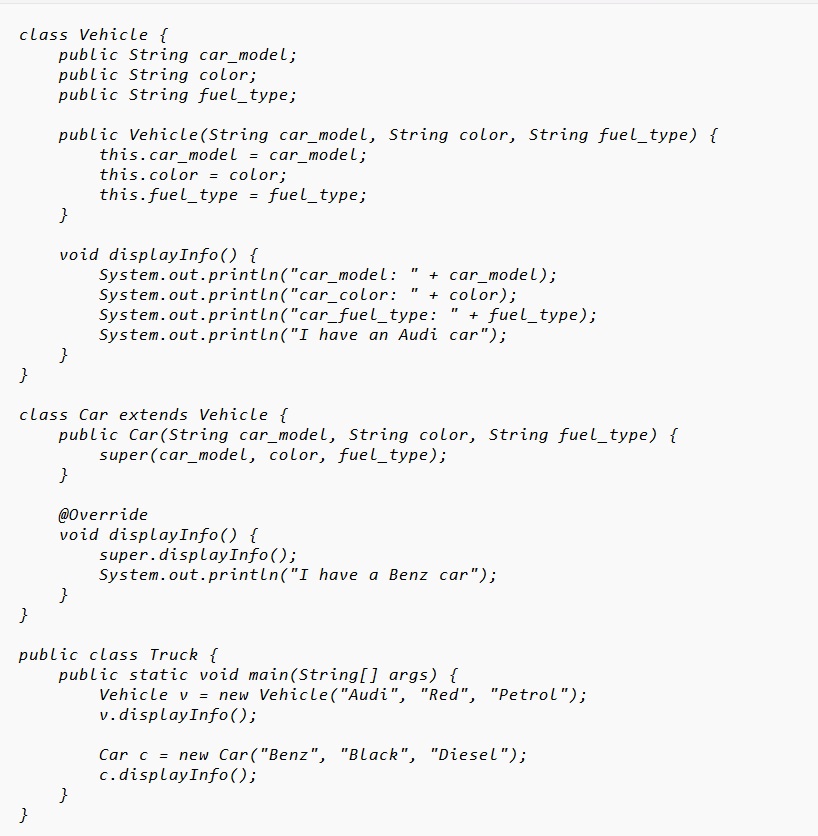 class Vehicle {
    public String car_model;
    public String color;
    public String fuel_type;

    public Vehicle(String car_model, String color, String fuel_type) {
        this.car_model = car_model;
        this.color = color;
        this.fuel_type = fuel_type;
    }

    void displayInfo() {
        System.out.println("car_model: " + car_model);
        System.out.println("car_color: " + color);
        System.out.println("car_fuel_type: " + fuel_type);
        System.out.println("I have an Audi car");
    }
}

class Car extends Vehicle {
    public Car(String car_model, String color, String fuel_type) {
        super(car_model, color, fuel_type);
    }

    @Override
    void displayInfo() {
        super.displayInfo();
        System.out.println("I have a Benz car");
    }
}

public class Truck {
    public static void main(String[] args) {
        Vehicle v = new Vehicle("Audi", "Red", "Petrol");
        v.displayInfo();

        Car c = new Car("Benz", "Black", "Diesel");
        c.displayInfo();
    }
}